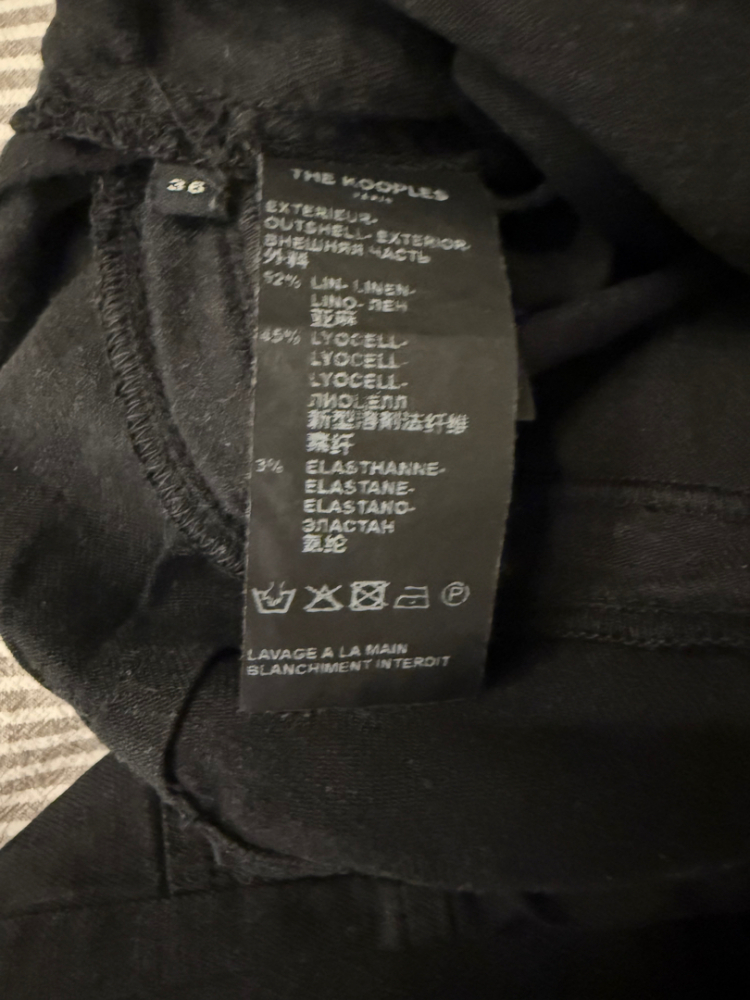 36
THE KOOPLES
PARIS
EXTERIEUR-
OUTSHELL- EXTERIOR-
ВНЕШНЯЯ ЧАСТЬ
外料
52% LIN- LINEN-
LINO- ЛЕН
亚麻
45% LYOCELL-
LYOCELL-
LYOCELL-
ЛИОЦЕЛЛ
新型溶剂法纤维
素纤
3% ELASTHANNE-
ELASTANE-
ELASTANO-
ЭЛАСТАН
氨纶
P
LAVAGE A LA MAIN
BLANCHIMENT INTERDIT